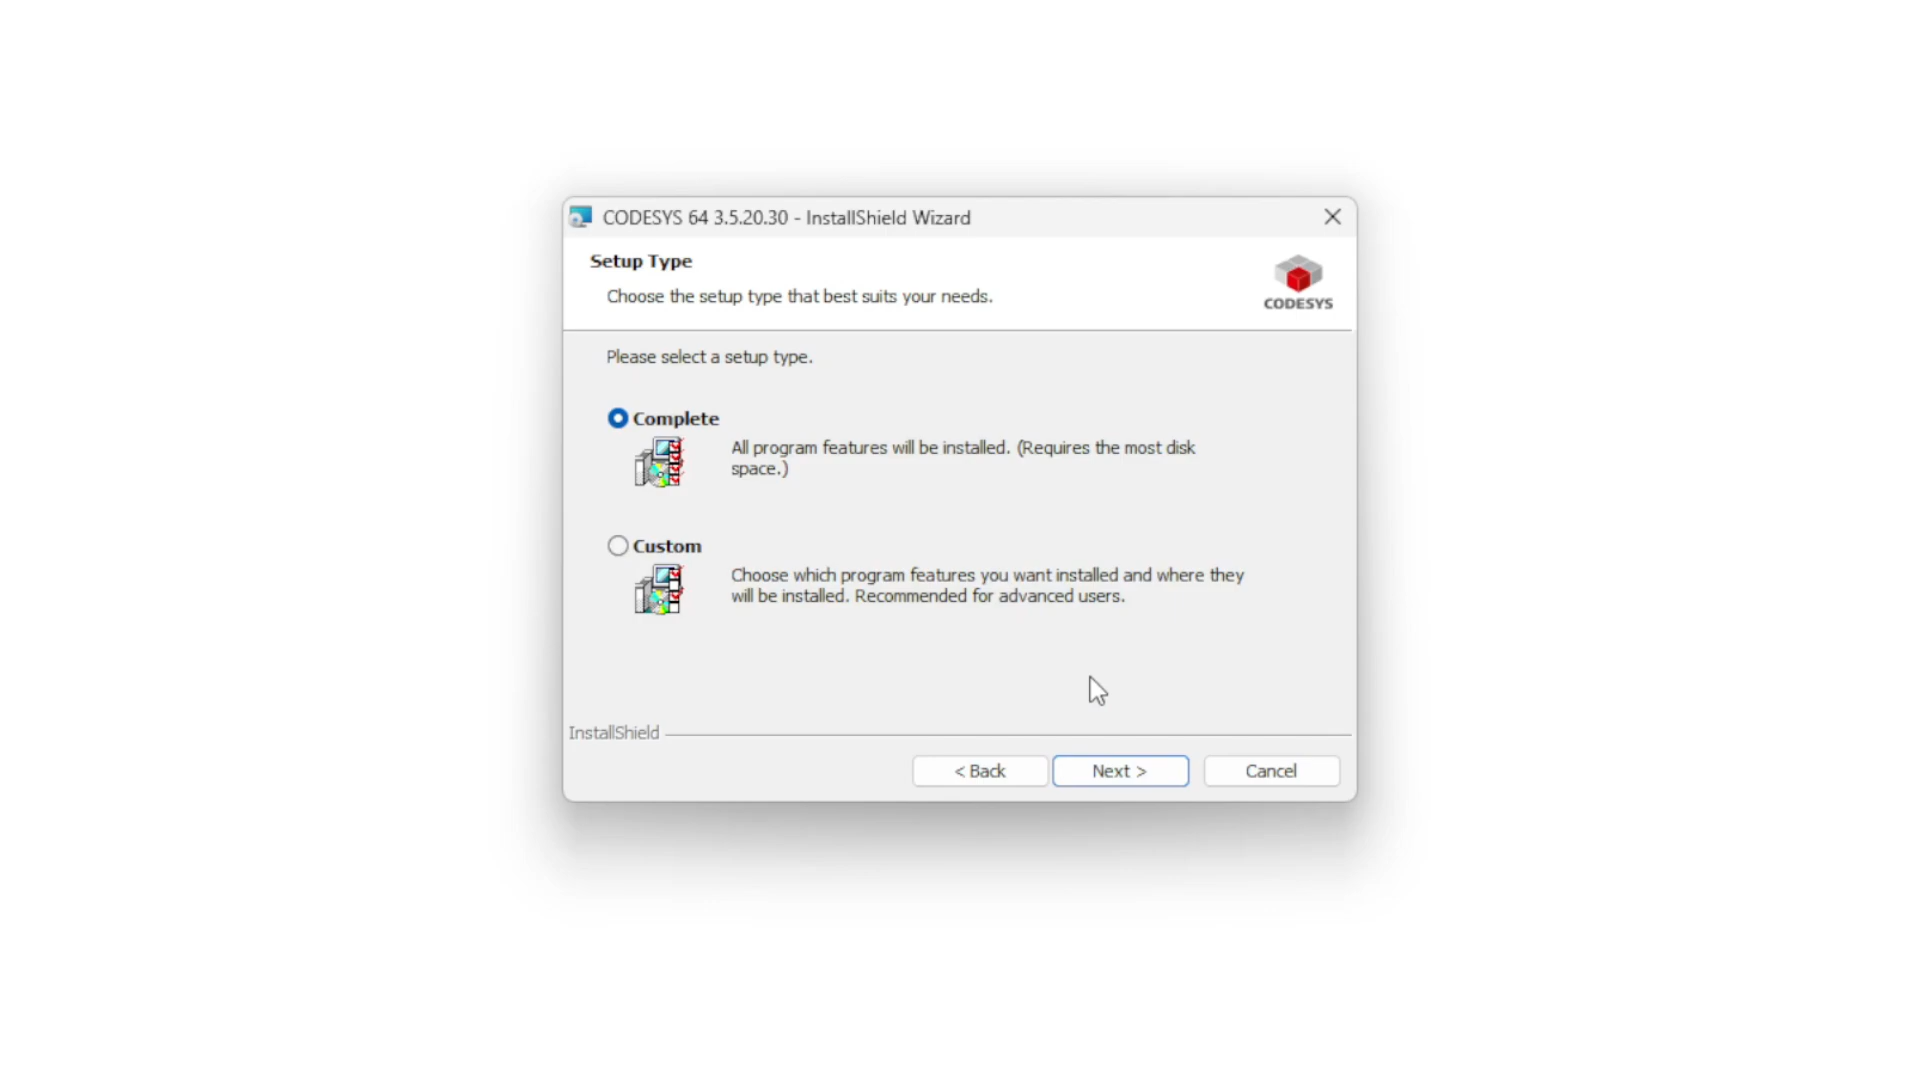 CODESYS 64 3.5.20.30 - InstallShield Wizard
Setup Type
Choose the setup type that best suits your needs.
CODESYS
Please select a setup type.
Complete
All program features will be installed. (Requires the most disk
space.)
Custom
Choose which program features you want installed and where they
will be installed. Recommended for advanced users.
InstallShield
< Back
Next >
Cancel